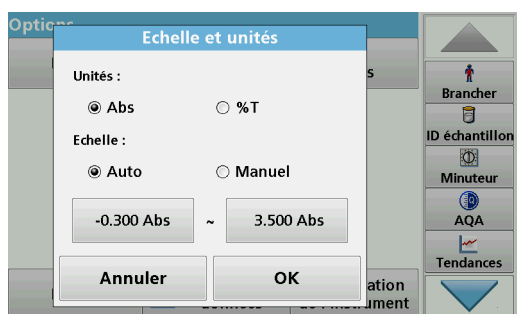 Options
Echelle et unités
Unités :
Abs
%T
Echelle :
Auto
Manuel
-0.300 Abs
~
3.500 Abs
Annuler
OK
Brancher
ID échantillon
Minuteur
AQA
Tendances